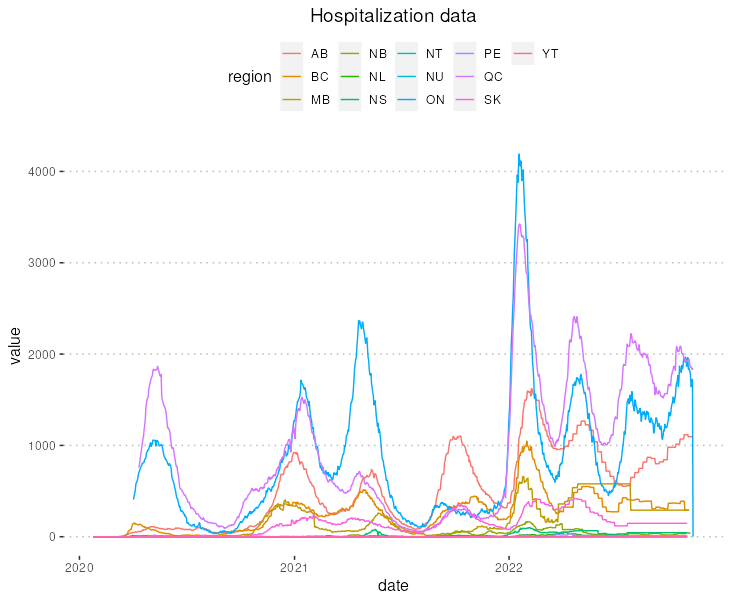 Hospitalization data
region
AB NB NT PE YT
BC NL NU QC
MB NS ON SK
value
4000
3000
2000
1000
0
2020 2021 2022
date